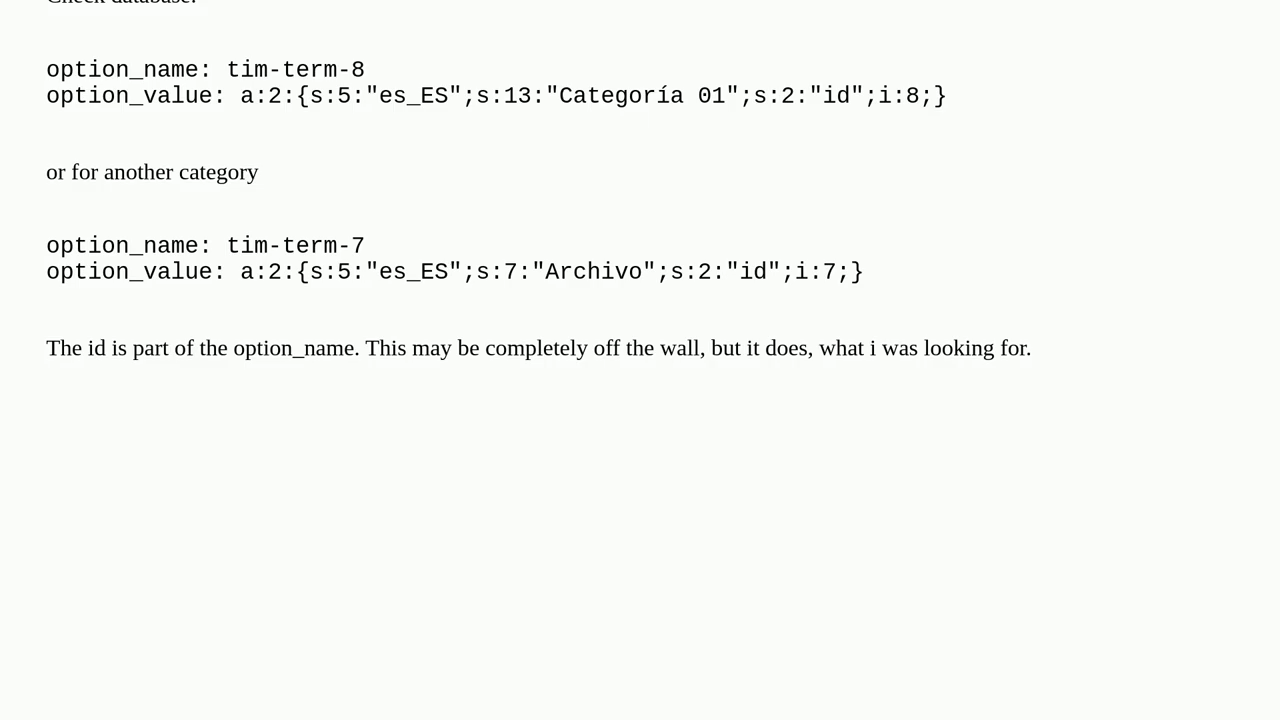 Check database:
option_name: tim-term-8
option_value: a:2:{s:5:"es_ES";s:13:"Categoría 01";s:2:"id";i:8;}
or for another category
option_name: tim-term-7
option_value: a:2:{s:5:"es_ES";s:7:"Archivo";s:2:"id";i:7;}
The id is part of the option_name. This may be completely off the wall, but it does, what i was looking for.